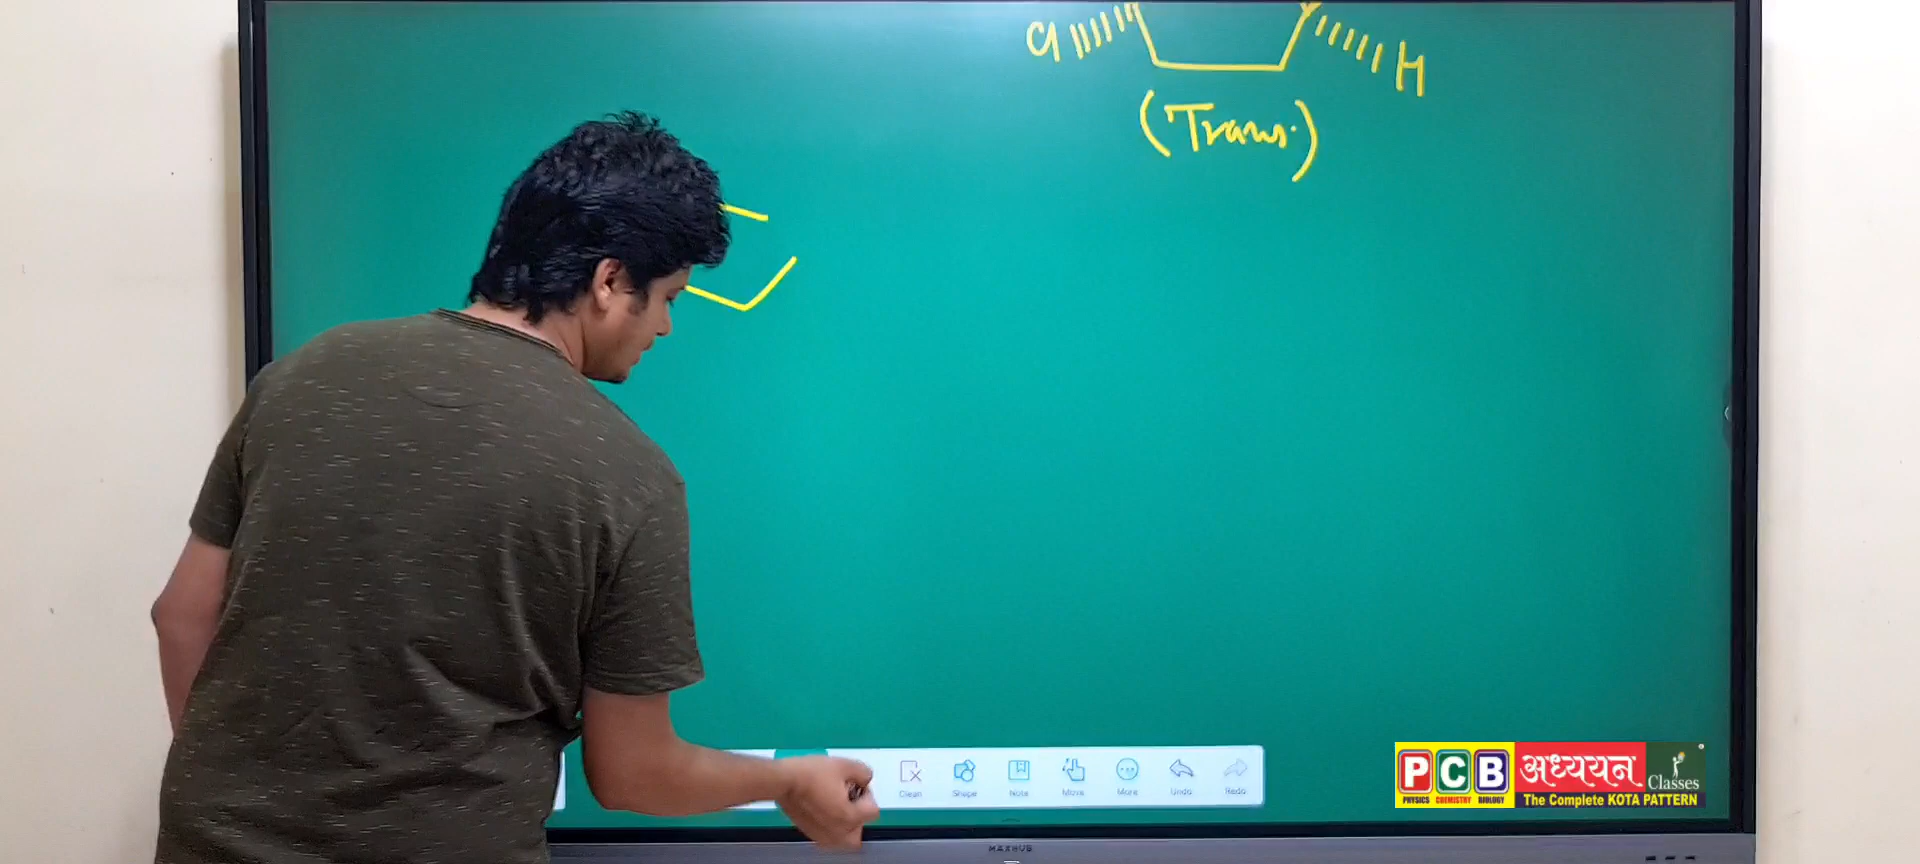 Cl H
(Trans.)
Clean Shape Note Move More Undo Redo
PCB अध्ययन Classes
PHYSICS CHEMISTRY BIOLOGY The Complete KOTA PATTERN
MAXHUB